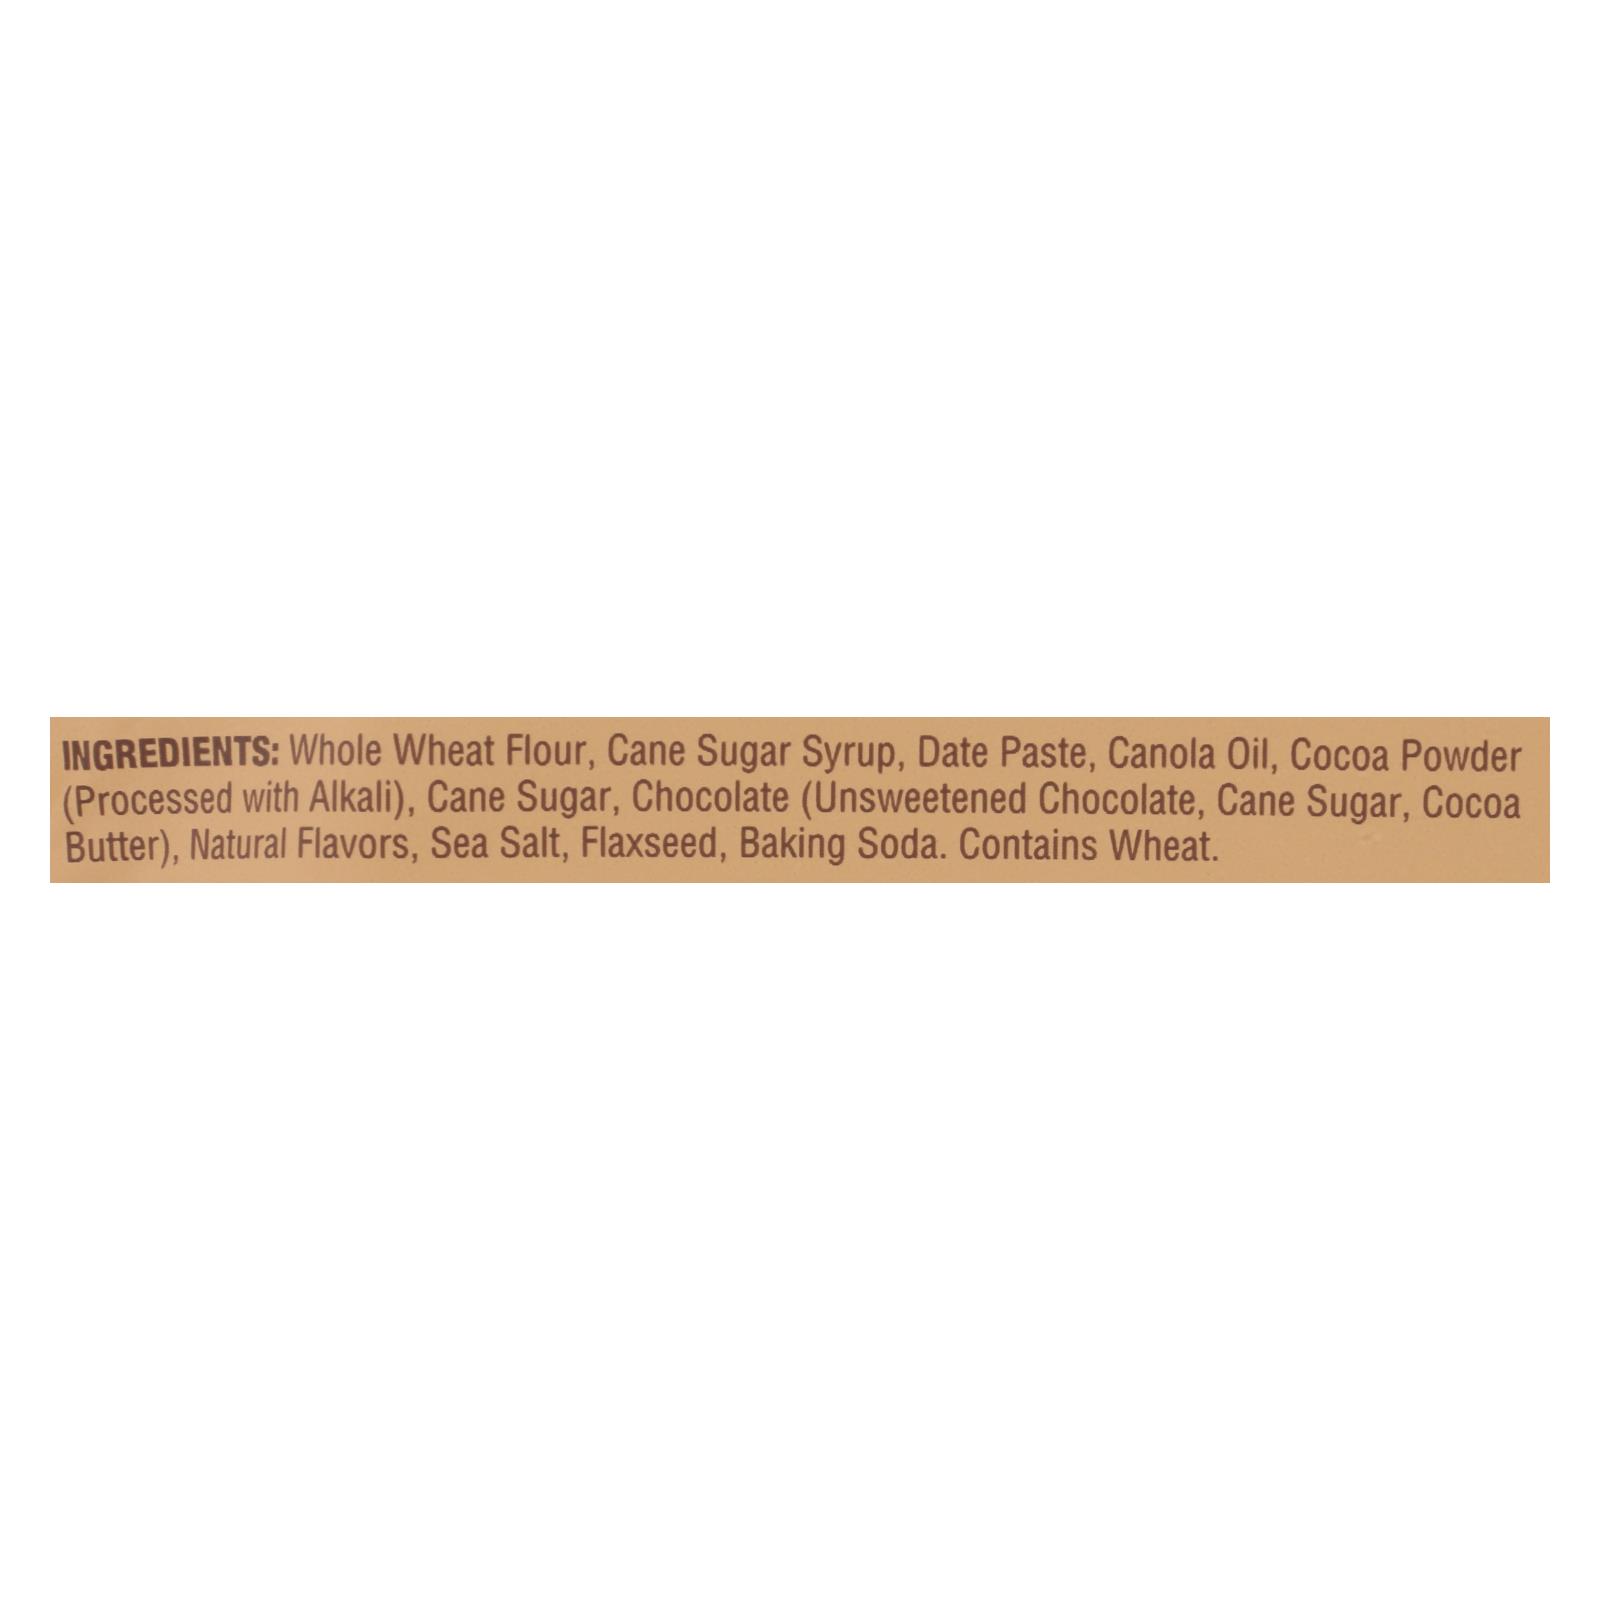 INGREDIENTS: Whole Wheat Flour, Cane Sugar Syrup, Date Paste, Canola Oil, Cocoa Powder
(Processed with Alkali), Cane Sugar, Chocolate (Unsweetened Chocolate, Cane Sugar, Cocoa
Butter), Natural Flavors, Sea Salt, Flaxseed, Baking Soda. Contains Wheat.